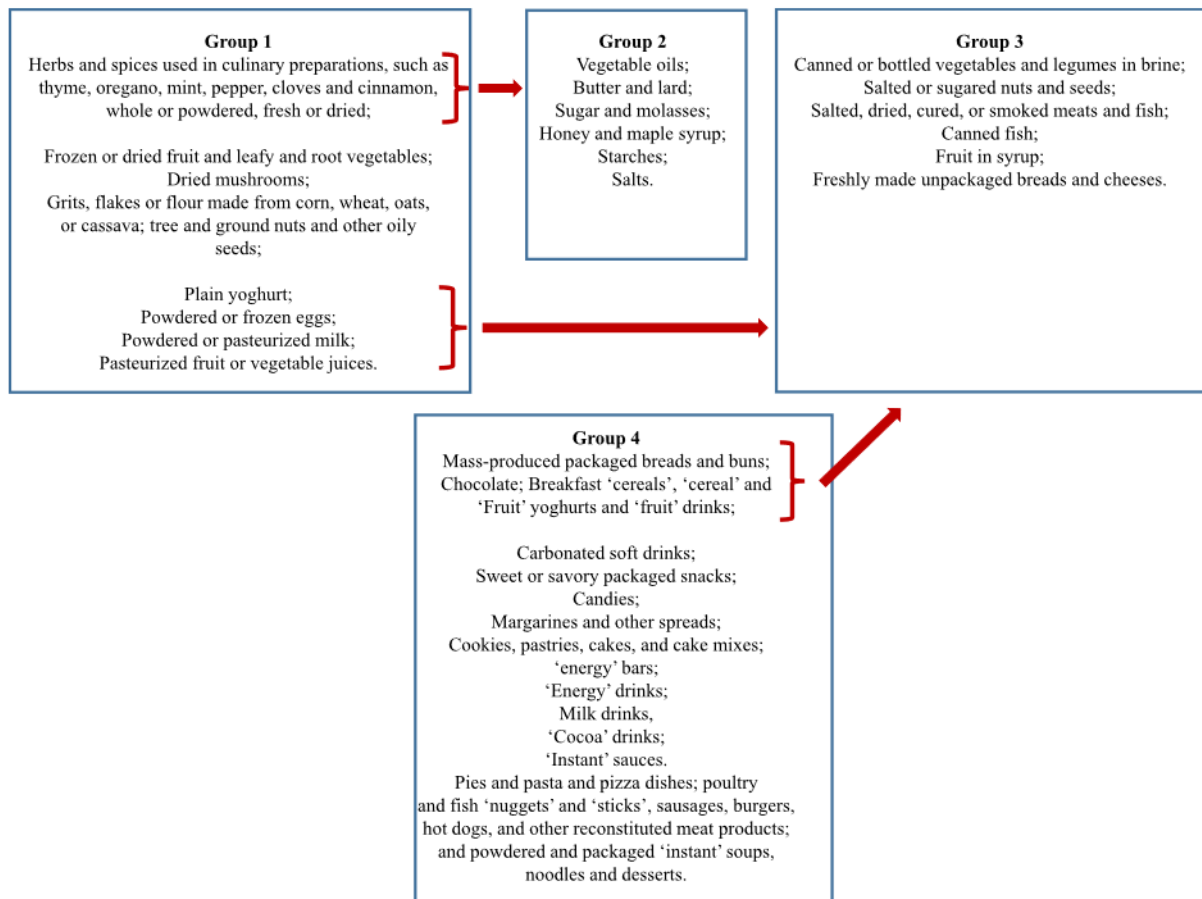 Group 1
Herbs and spices used in culinary preparations, such as
thyme, oregano, mint, pepper, cloves and cinnamon,
whole or powdered, fresh or dried;
Frozen or dried fruit and leafy and root vegetables;
Dried mushrooms;
Grits, flakes or flour made from corn, wheat, oats,
or cassava; tree and ground nuts and other oily
seeds;
Plain yoghurt;
Powdered or frozen eggs;
Powdered or pasteurized milk;
Pasteurized fruit or vegetable juices.
Group 2
Vegetable oils;
Butter and lard;
Sugar and molasses;
Honey and maple syrup;
Starches;
Salts.
Group 3
Canned or bottled vegetables and legumes in brine;
Salted or sugared nuts and seeds;
Salted, dried, cured, or smoked meats and fish;
Canned fish;
Fruit in syrup;
Freshly made unpackaged breads and cheeses.
Group 4
Mass-produced packaged breads and buns;
Chocolate; Breakfast ‘cereals’, ‘cereal’ and
‘Fruit’ yoghurts and ‘fruit’ drinks;
Carbonated soft drinks;
Sweet or savory packaged snacks;
Candies;
Margarines and other spreads;
Cookies, pastries, cakes, and cake mixes;
‘energy’ bars;
‘Energy’ drinks;
Milk drinks,
‘Cocoa’ drinks;
‘Instant’ sauces.
Pies and pasta and pizza dishes; poultry
and fish ‘nuggets’ and ‘sticks’, sausages, burgers,
hot dogs, and other reconstituted meat products;
and powdered and packaged ‘instant’ soups,
noodles and desserts.